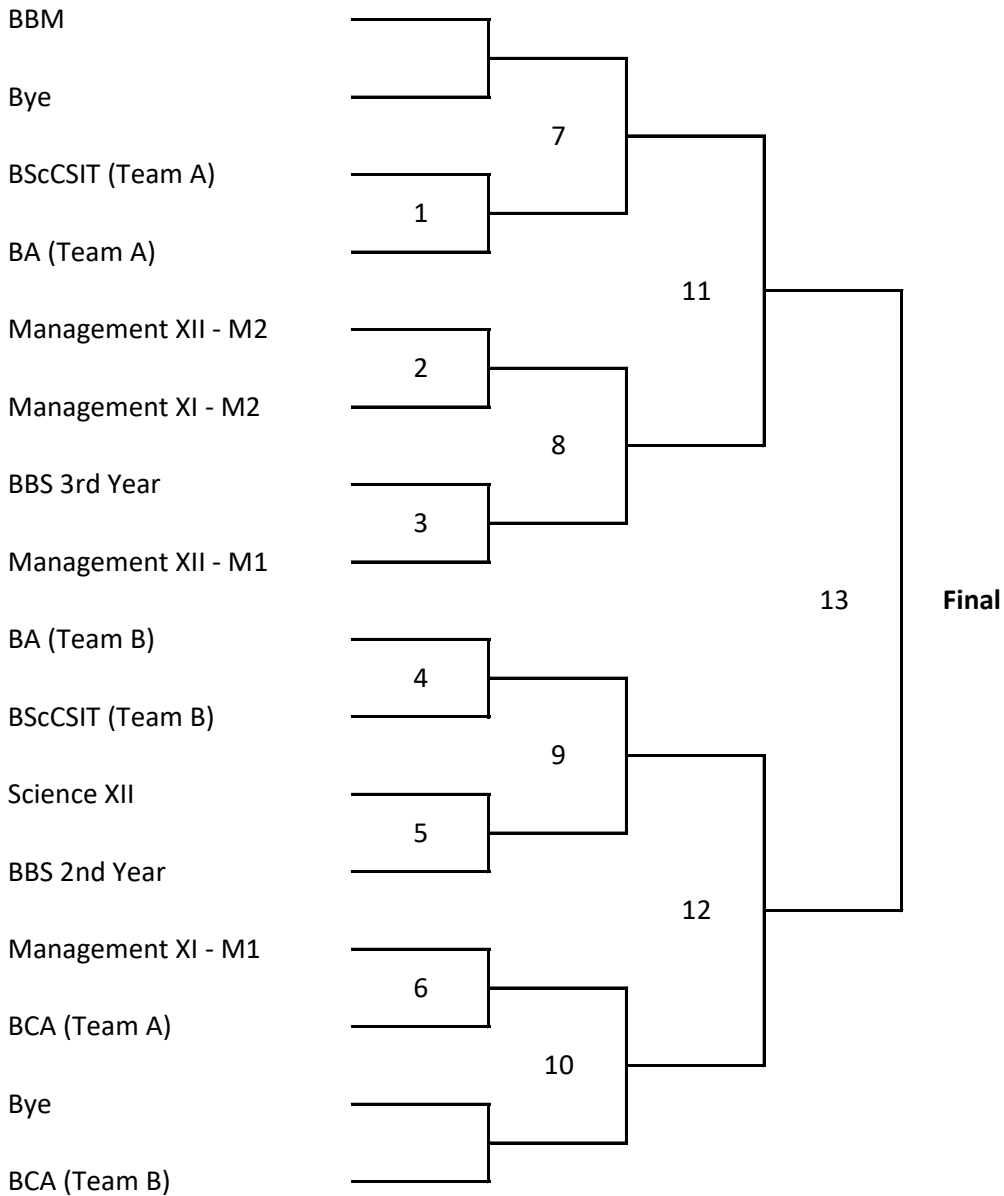 BBM
Bye
7
BScCSIT (Team A)
1
BA (Team A)
11
Management XII - M2
2
Management XI - M2
8
BBS 3rd Year
3
Management XII - M1
13 Final
BA (Team B)
4
BScCSIT (Team B)
9
Science XII
5
BBS 2nd Year
12
Management XI - M1
6
BCA (Team A)
10
Bye
BCA (Team B)